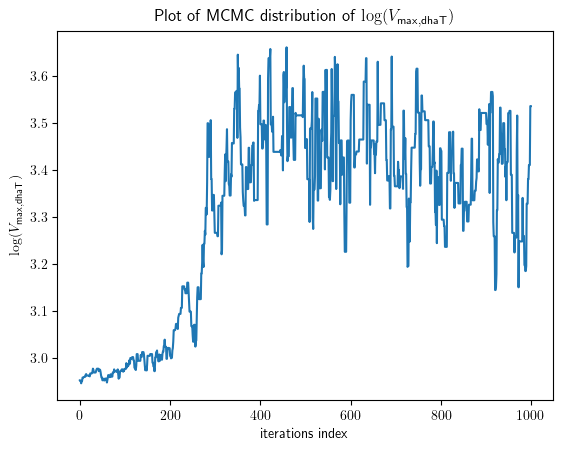 Plot of MCMC distribution of log(V_max,dhaT)
log(V_max,dhaT)
3.6
3.5
3.4
3.3
3.2
3.1
3.0
0 200 400 600 800 1000
iterations index